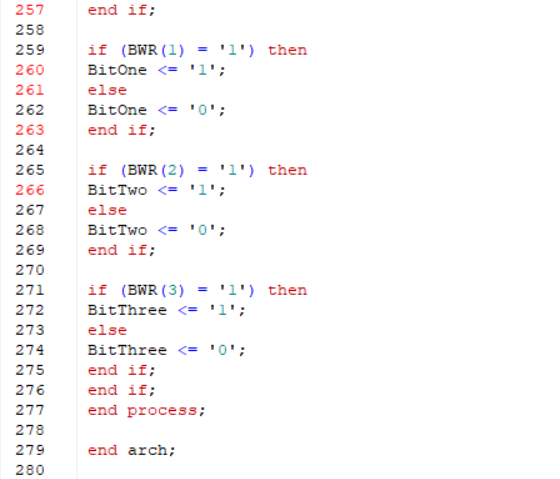 257 end if;
258
259 if (BWR(1) = '1') then
260 BitOne <= '1';
261 else
262 BitOne <= '0';
263 end if;
264
265 if (BWR(2) = '1') then
266 BitTwo <= '1';
267 else
268 BitTwo <= '0';
269 end if;
270
271 if (BWR(3) = '1') then
272 BitThree <= '1';
273 else
274 BitThree <= '0';
275 end if;
276 end if;
277 end process;
278
279 end arch;
280